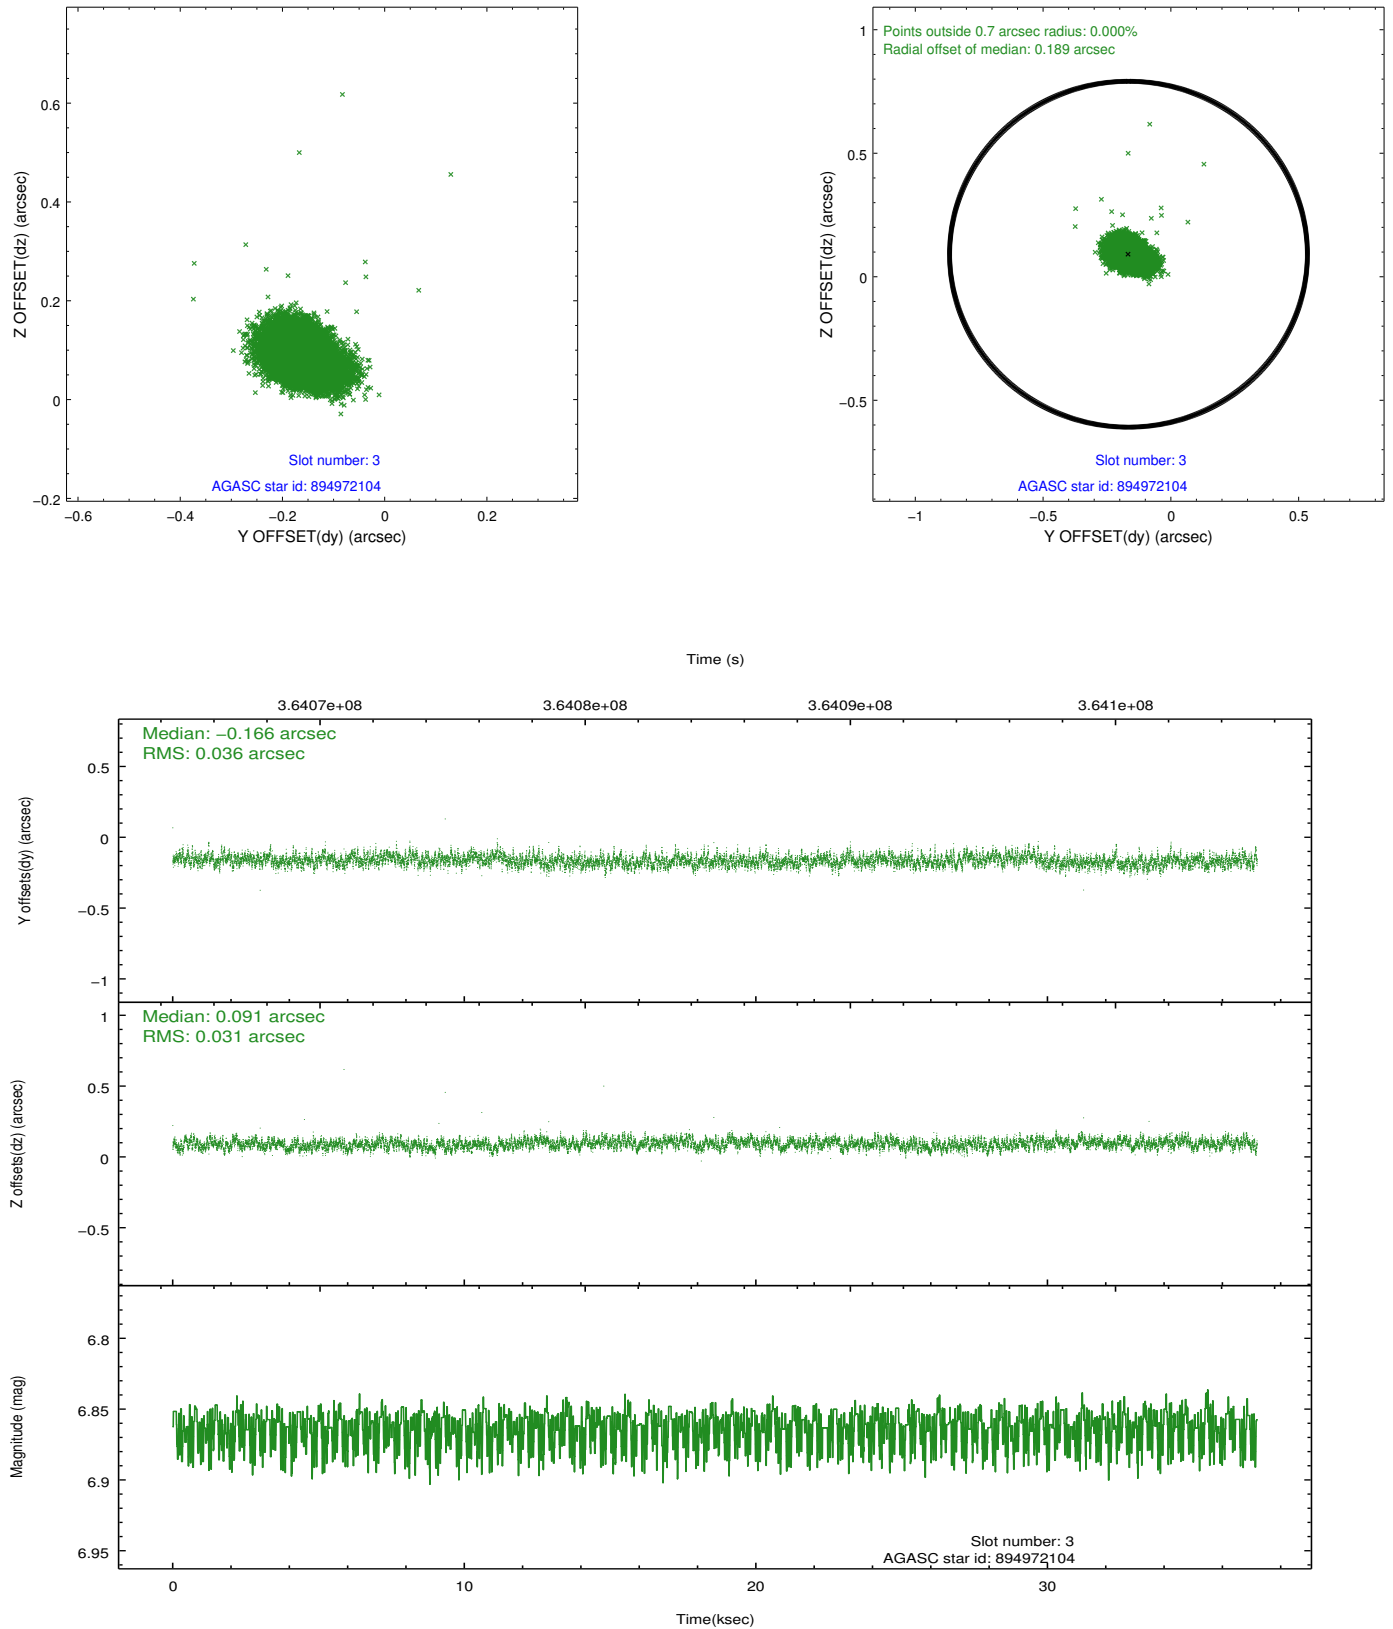 0.6
0.4
0.2
0
−0.2
−0.6
−0.4
−0.2
0
0.2
Z OFFSET(dz) (arcsec)
Y OFFSET(dy) (arcsec)
Slot number: 3
AGASC star id: 894972104
Points outside 0.7 arcsec radius: 0.000%
Radial offset of median: 0.189 arcsec
1
0.5
0
−0.5
−1
−0.5
0
0.5
Z OFFSET(dz) (arcsec)
Y OFFSET(dy) (arcsec)
Slot number: 3
AGASC star id: 894972104
Time (s)
3.6407e+08
3.6408e+08
3.6409e+08
3.641e+08
Median: −0.166 arcsec
RMS: 0.036 arcsec
0.5
0
−0.5
−1
Y offsets(dy) (arcsec)
Median: 0.091 arcsec
RMS: 0.031 arcsec
1
0.5
0
−0.5
Z offsets(dz) (arcsec)
6.8
6.85
6.9
6.95
Magnitude (mag)
Slot number: 3
AGASC star id: 894972104
0
10
20
30
Time(ksec)